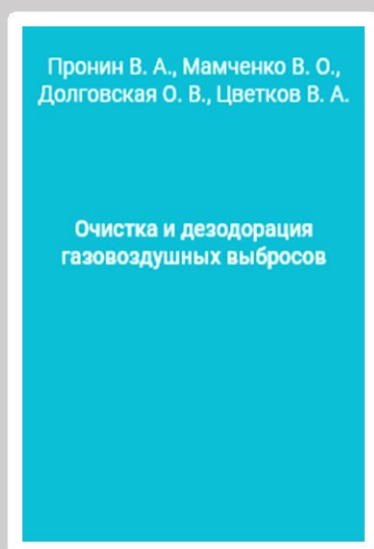 Пронин В. А., Мамченко В. О.,
Долговская О. В., Цветков В. А.
Очистка и дезодорация
газовоздушных выбросов